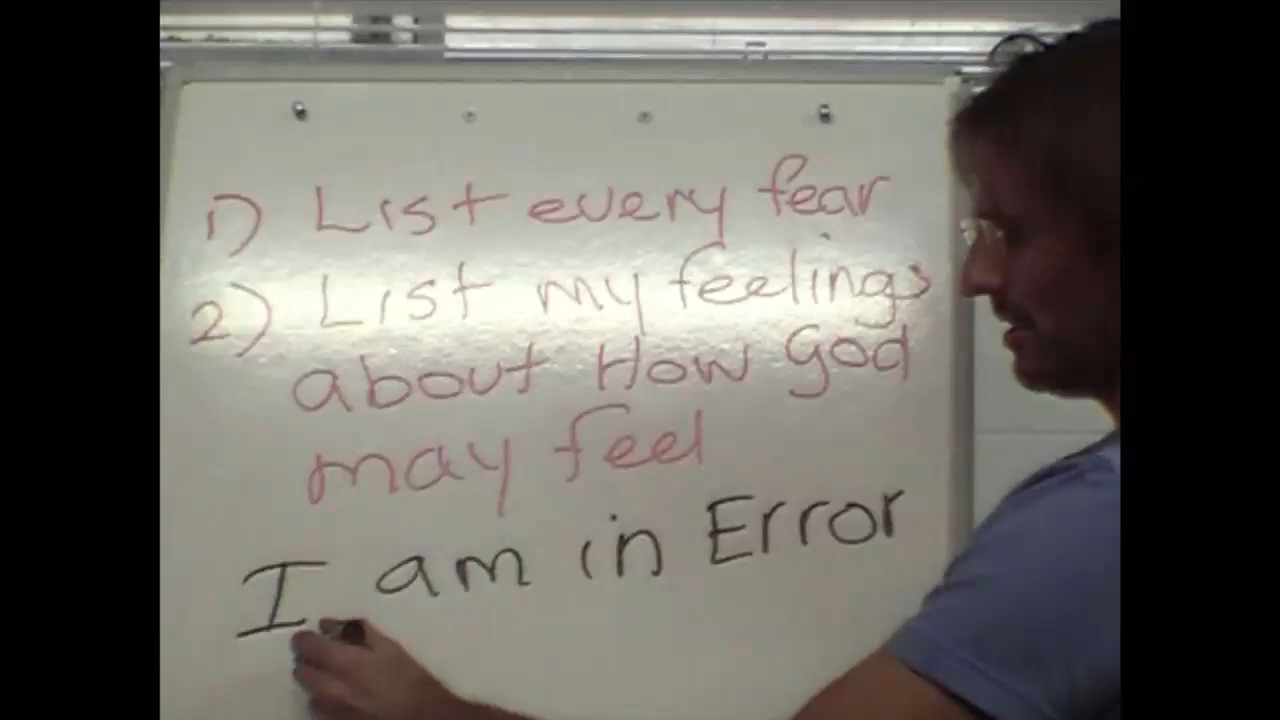 1) List every fear
2) List my feelings
about How God
may feel
I am in Error